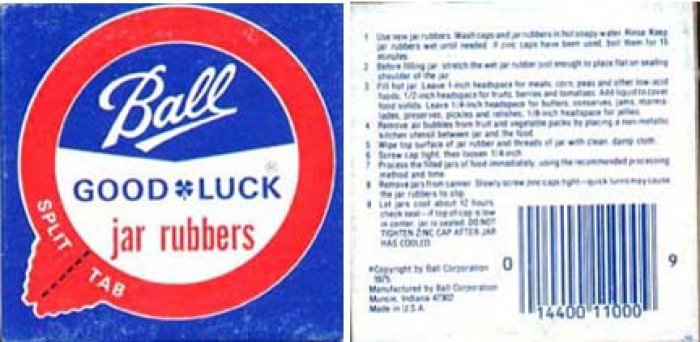 Ball
GOOD LUCK ®
jar rubbers
SPLIT TAB
1 Use new jar rubbers. Wash caps and jar rubbers in hot soapy water. Rinse. Keep
jar rubbers wet until needed. If zinc caps have been used, boil them for 15
minutes.
2 Before filling jar, stretch the wet jar rubber just enough to place flat on sealing
shoulder of the jar.
3 Fill hot jar. Leave 1-inch headspace for meats, corn, peas and other low-acid
foods, 1/2-inch headspace for fruits, berries and tomatoes. Add liquid to cover
food solids. Leave 1/4-inch headspace for butters, conserves, jams, marma-
lades, preserves, pickles and relishes, 1/8-inch headspace for jellies.
4 Remove air bubbles from fruit and vegetable packs by placing a non-metallic
kitchen utensil between jar and the food.
5 Wipe top surface of jar rubber and threads of jar with clean, damp cloth.
6 Screw cap tight, then loosen 1/4-inch.
7 Process the filled jars of food immediately, using the recommended processing
method and time.
8 Remove jars from canner. Slowly screw zinc caps tight—quick turns may cause
the jar rubbers to slip.
9 Let jars cool about 12 hours,
check seal—if top of cap is low
in center, jar is sealed. DO NOT
TIGHTEN ZINC CAP AFTER JAR
HAS COOLED.
©Copyright by Ball Corporation
1975
Manufactured by Ball Corporation
Muncie, Indiana 47302
Made in U.S.A.
0 14400 11000 9